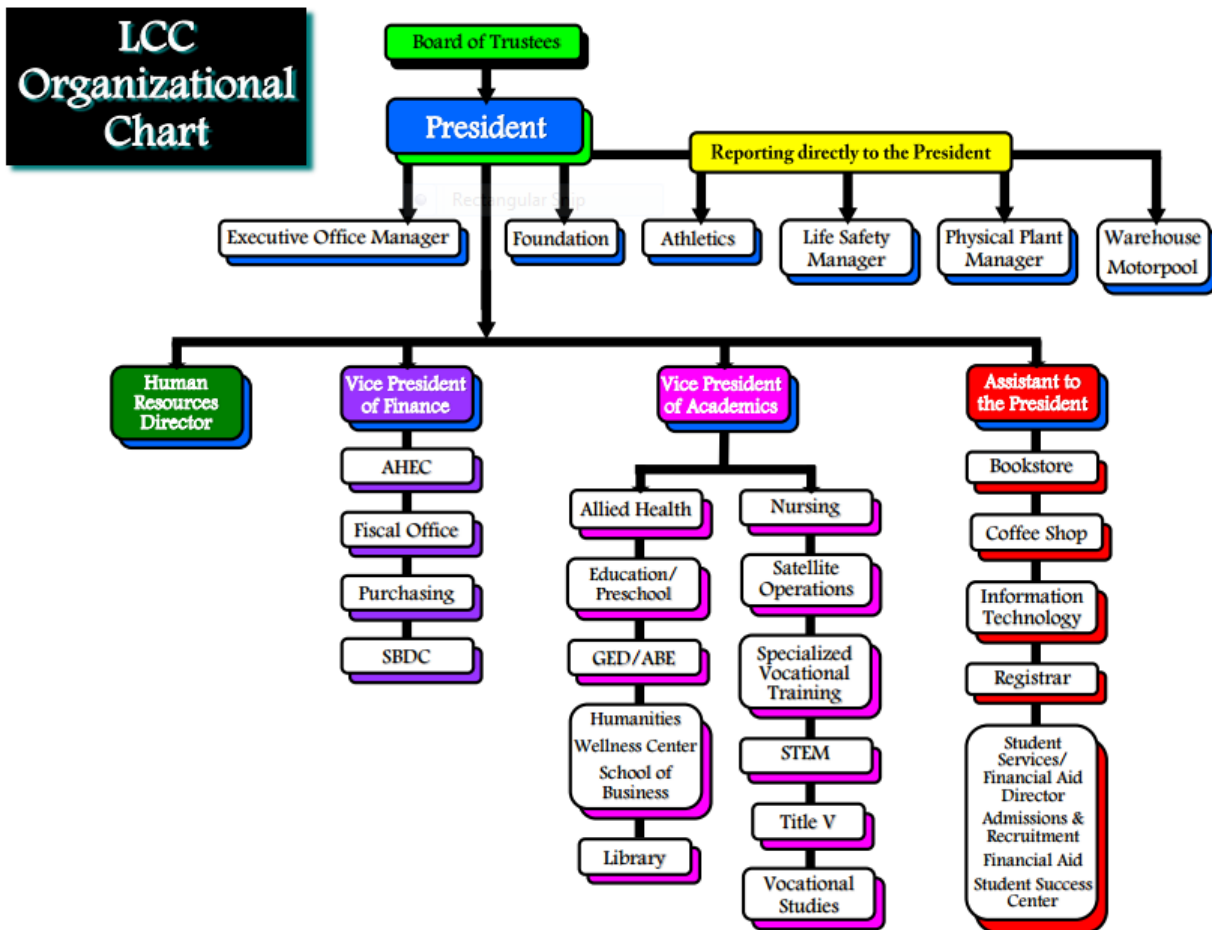 LCC
Organizational
Chart
Board of Trustees
President
Reporting directly to the President
Rectangular Snip
Executive Office Manager
Foundation
Athletics
Life Safety
Manager
Physical Plant
Manager
Warehouse
Motorpool
Human
Resources
Director
Vice President
of Finance
Vice President
of Academics
Assistant to
the President
AHEC
Fiscal Office
Purchasing
SBDC
Allied Health
Education/
Preschool
GED/ABE
Humanities
Wellness Center
School of
Business
Library
Nursing
Satellite
Operations
Specialized
Vocational
Training
STEM
Title V
Vocational
Studies
Bookstore
Coffee Shop
Information
Technology
Registrar
Student
Services/
Financial Aid
Director
Admissions &
Recruitment
Financial Aid
Student Success
Center